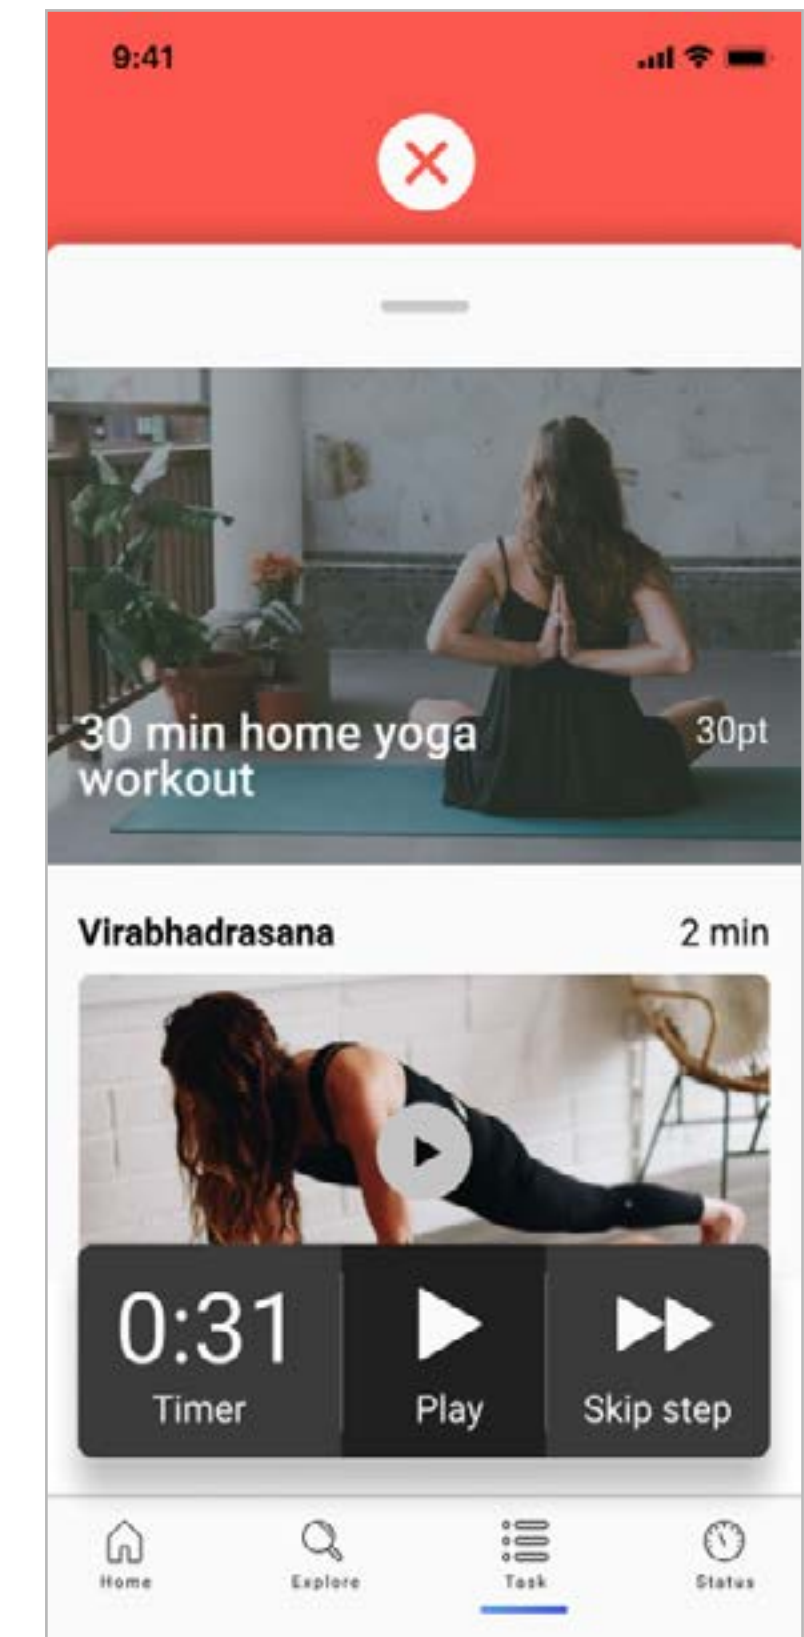 9:41
30 min home yoga
workout
30pt
Virabhadrasana
2 min
0:31
Timer
Play
Skip step
Home
Explore
Task
Status